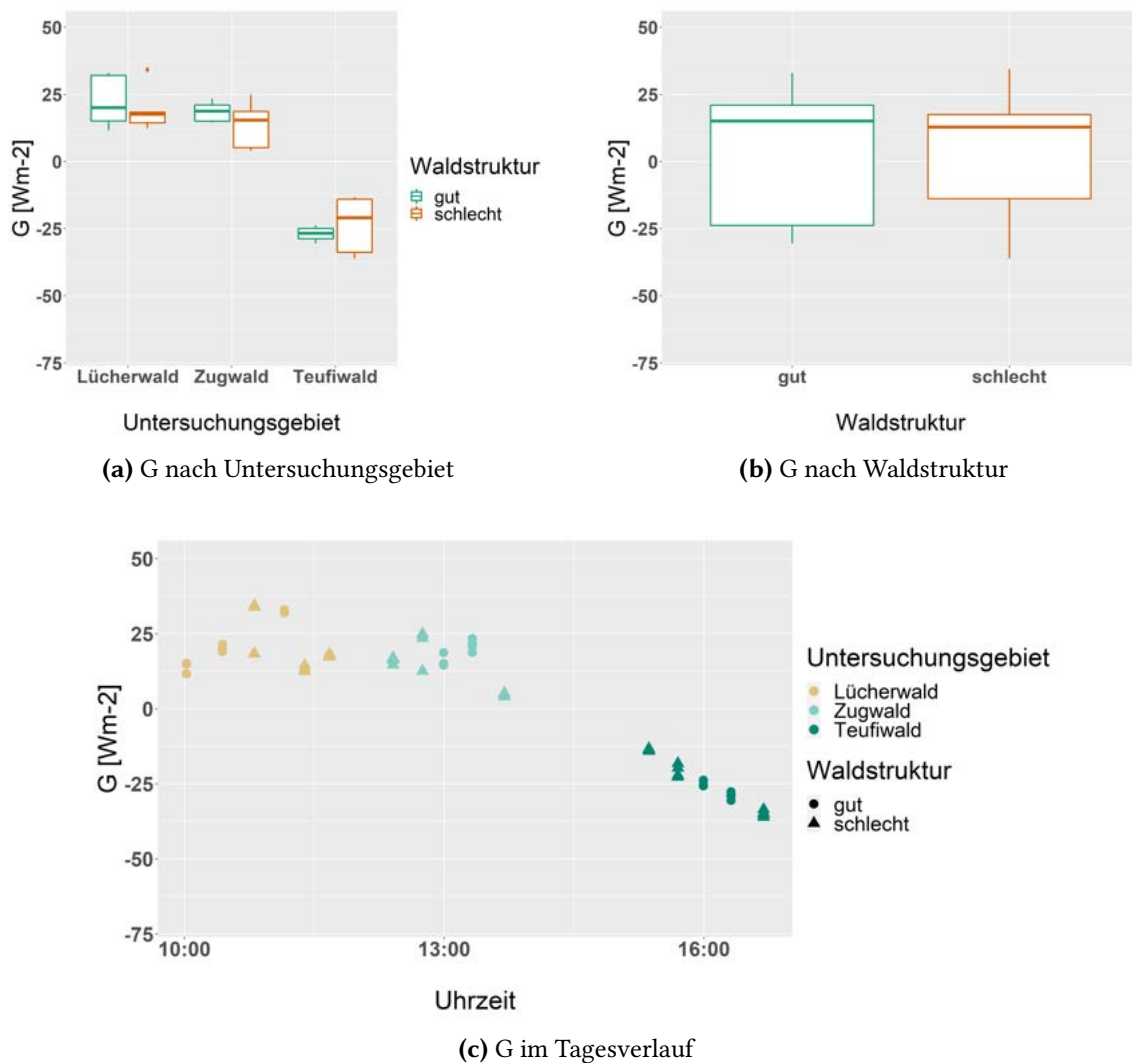 50
25
0
-25
-50
-75
G [Wm-2]
Lücherwald Zugwald Teufiwald
Untersuchungsgebiet
Waldstruktur
gut
schlecht
(a) G nach Untersuchungsgebiet
50
25
0
-25
-50
-75
G [Wm-2]
gut schlecht
Waldstruktur
(b) G nach Waldstruktur
50
25
0
-25
-50
-75
G [Wm-2]
10:00 13:00 16:00
Uhrzeit
Untersuchungsgebiet
Lücherwald
Zugwald
Teufiwald
Waldstruktur
gut
schlecht
(c) G im Tagesverlauf